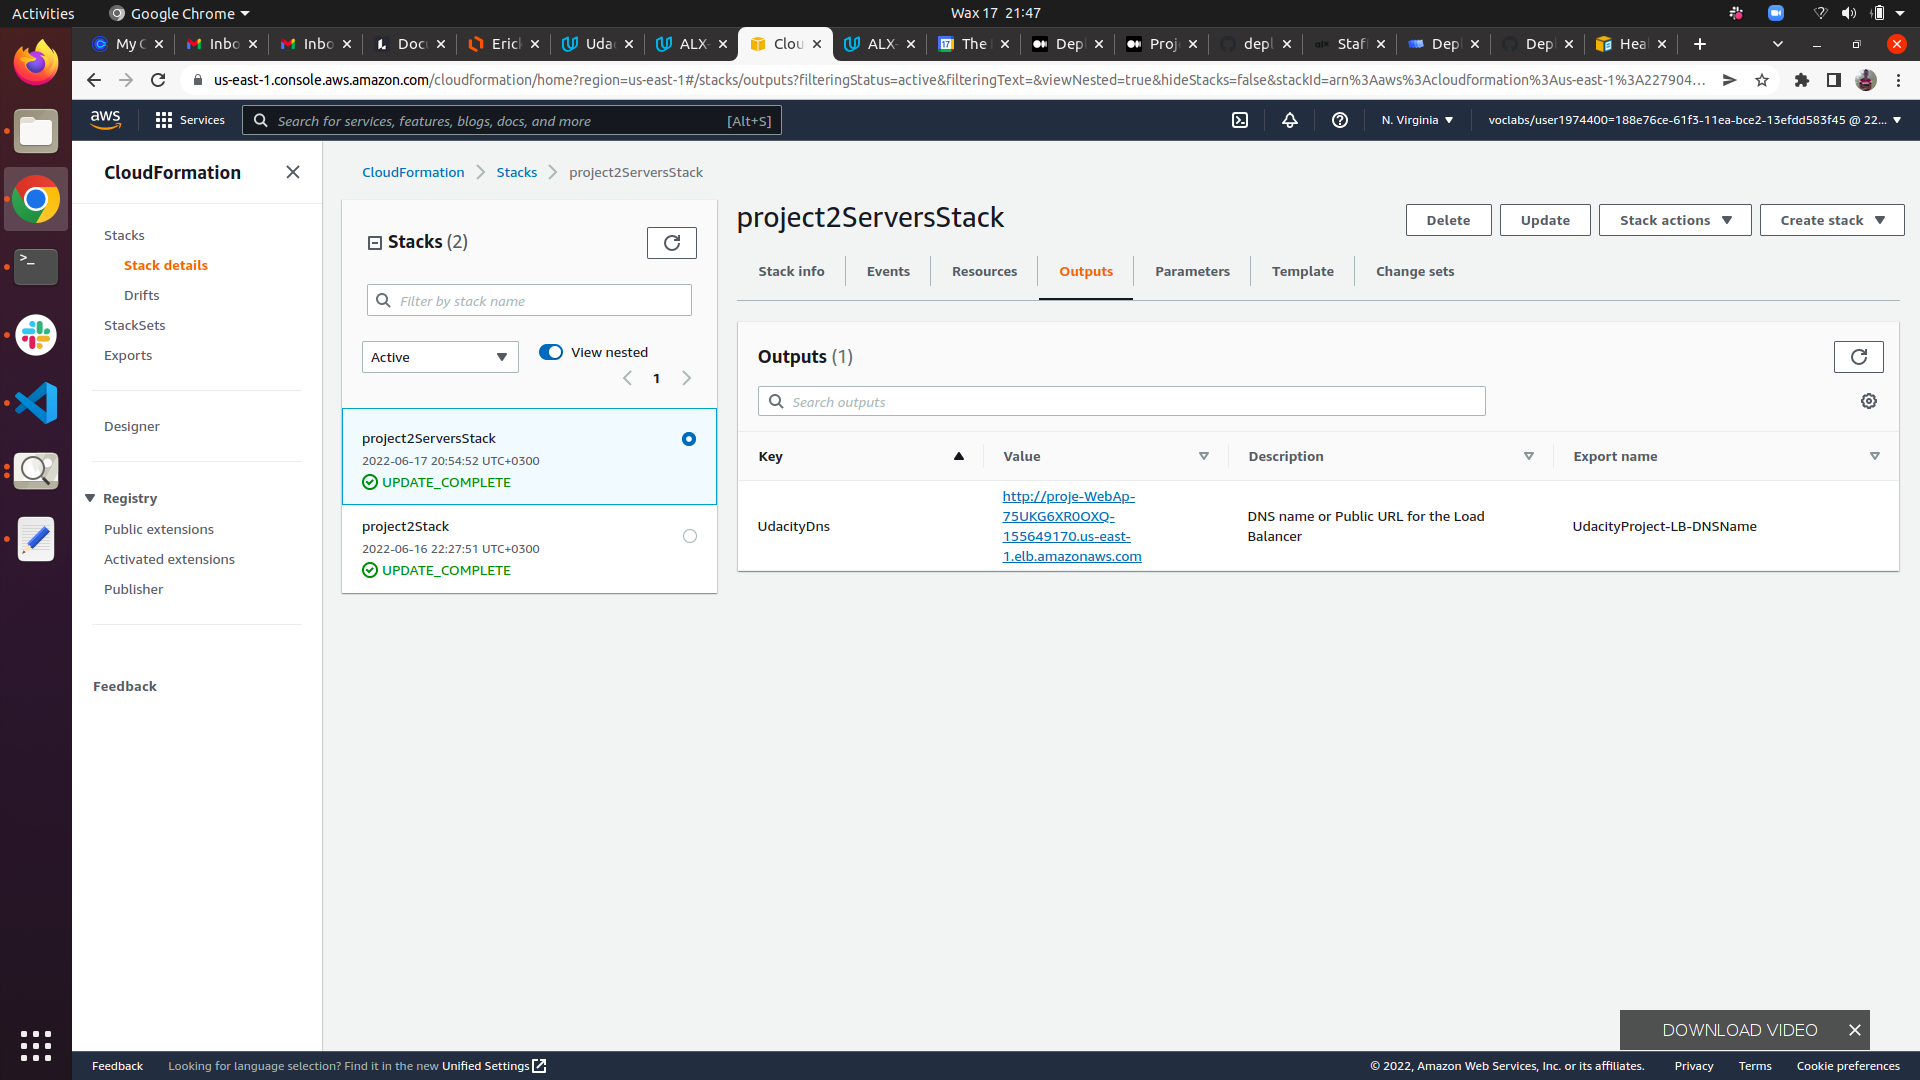 Activities
Google Chrome
Wax 17 21:47
My C
Inbo
Inbo
Docu
Erick
Uda
ALX-
Clou
ALX-
The
Depl
Proj
depl
Staf
Depl
Depl
Heal
us-east-1.console.aws.amazon.com/cloudformation/home?region=us-east-1#/stacks/outputs?filteringStatus=active&filteringText=&viewNested=true&hideStacks=false&stackId=arn%3Aaws%3Acloudformation%3Aus-east-1%3A227904...
aws
Services
Search for services, features, blogs, docs, and more
[Alt+S]
N. Virginia
voclabs/user1974400=188e76ce-61f3-11ea-bce2-13efdd583f45 @ 22...
CloudFormation
Stacks
Stack details
Drifts
StackSets
Exports
Designer
Registry
Public extensions
Activated extensions
Publisher
Feedback
CloudFormation
Stacks
project2ServersStack
Stacks (2)
Filter by stack name
Active
View nested
1
project2ServersStack
2022-06-17 20:54:52 UTC+0300
UPDATE_COMPLETE
project2Stack
2022-06-16 22:27:51 UTC+0300
UPDATE_COMPLETE
project2ServersStack
Delete
Update
Stack actions
Create stack
Stack info
Events
Resources
Outputs
Parameters
Template
Change sets
Outputs (1)
Search outputs
Key
Value
Description
Export name
UdacityDns
http://proje-WebAp-
75UKG6XR0OXQ-
155649170.us-east-
1.elb.amazonaws.com
DNS name or Public URL for the Load
Balancer
UdacityProject-LB-DNSName
DOWNLOAD VIDEO
Feedback
Looking for language selection? Find it in the new Unified Settings
© 2022, Amazon Web Services, Inc. or its affiliates.
Privacy
Terms
Cookie preferences